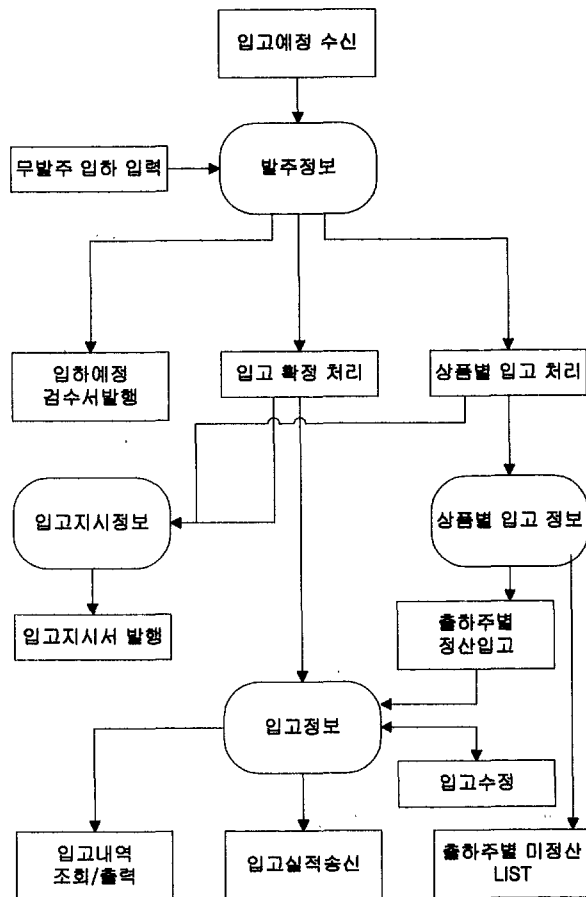 입고예정 수신
무발주 입하 입력
발주정보
입하예정
검수서발행
입고 확정 처리
상품별 입고 처리
입고지시정보
상품별 입고 정보
입고지시서 발행
출하주별
정산입고
입고정보
입고수정
입고내역
조회/출력
입고실적송신
출하주별 미정산
LIST